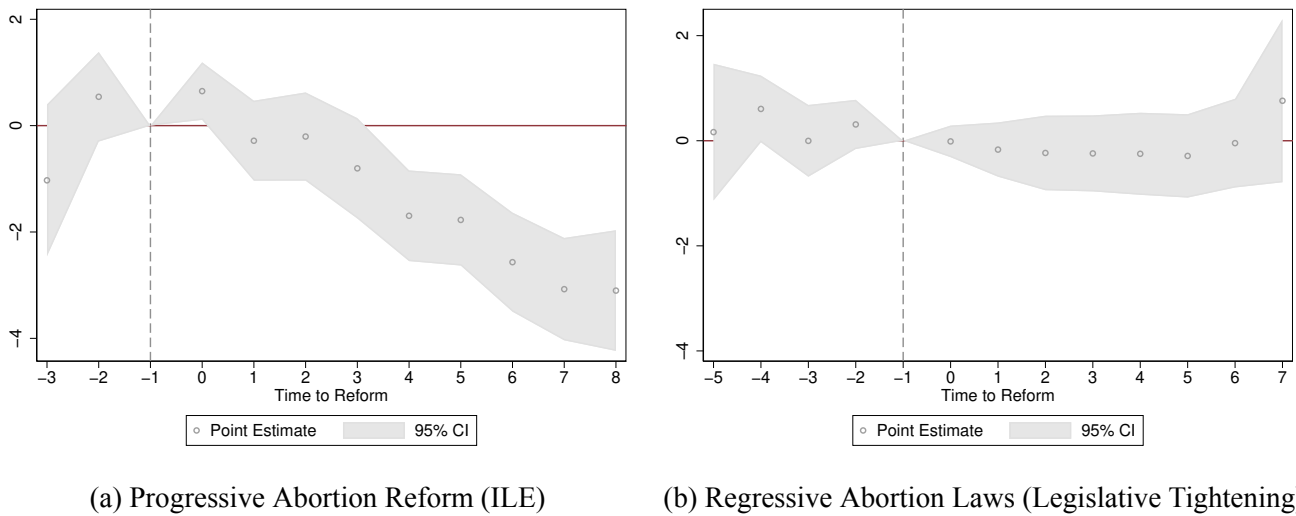 2
0
−2
−4
−3 −2 −1 0 1 2 3 4 5 6 7 8
Time to Reform
Point Estimate 95% CI
(a) Progressive Abortion Reform (ILE)
2
0
−2
−4
−5 −4 −3 −2 −1 0 1 2 3 4 5 6 7
Time to Reform
Point Estimate 95% CI
(b) Regressive Abortion Laws (Legislative Tightening)